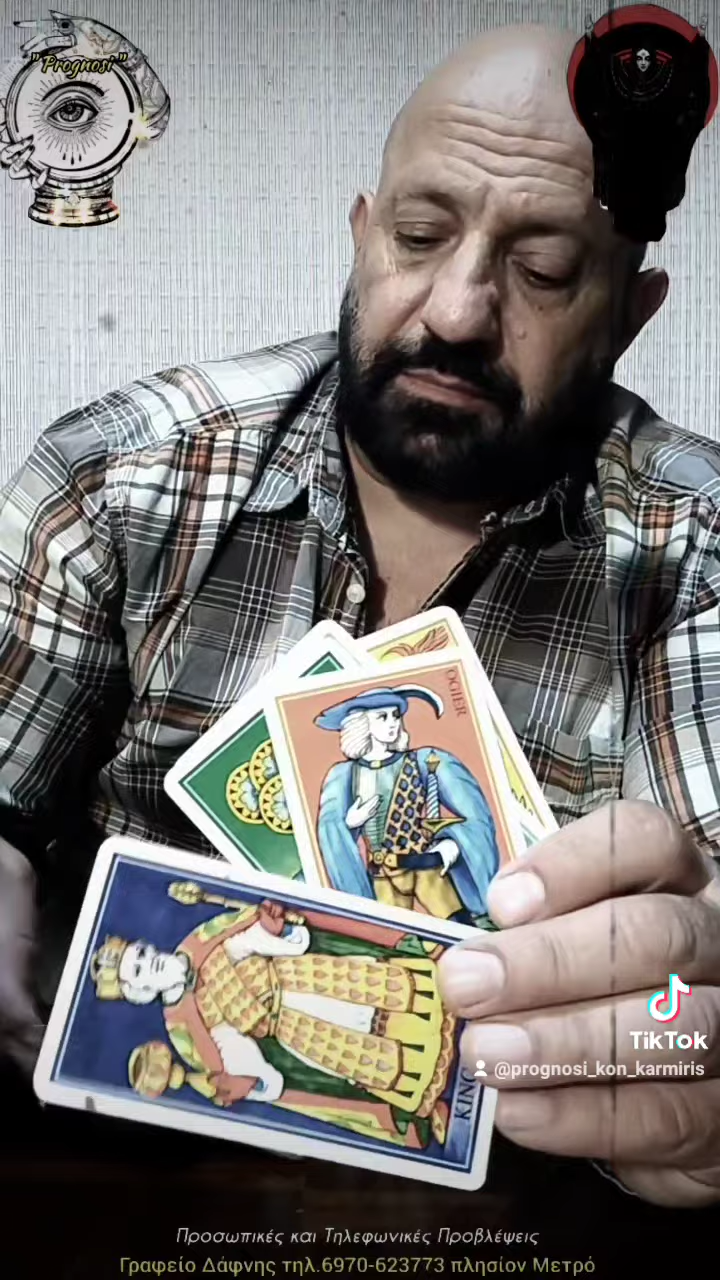 "Prognosi"
OGIER
KING
TikTok
@prognosi_kon_karmiris
Προσωπικές και Τηλεφωνικές Προβλέψεις
Γραφείο Δάφνης τηλ.6970-623773 πλησίον Μετρό